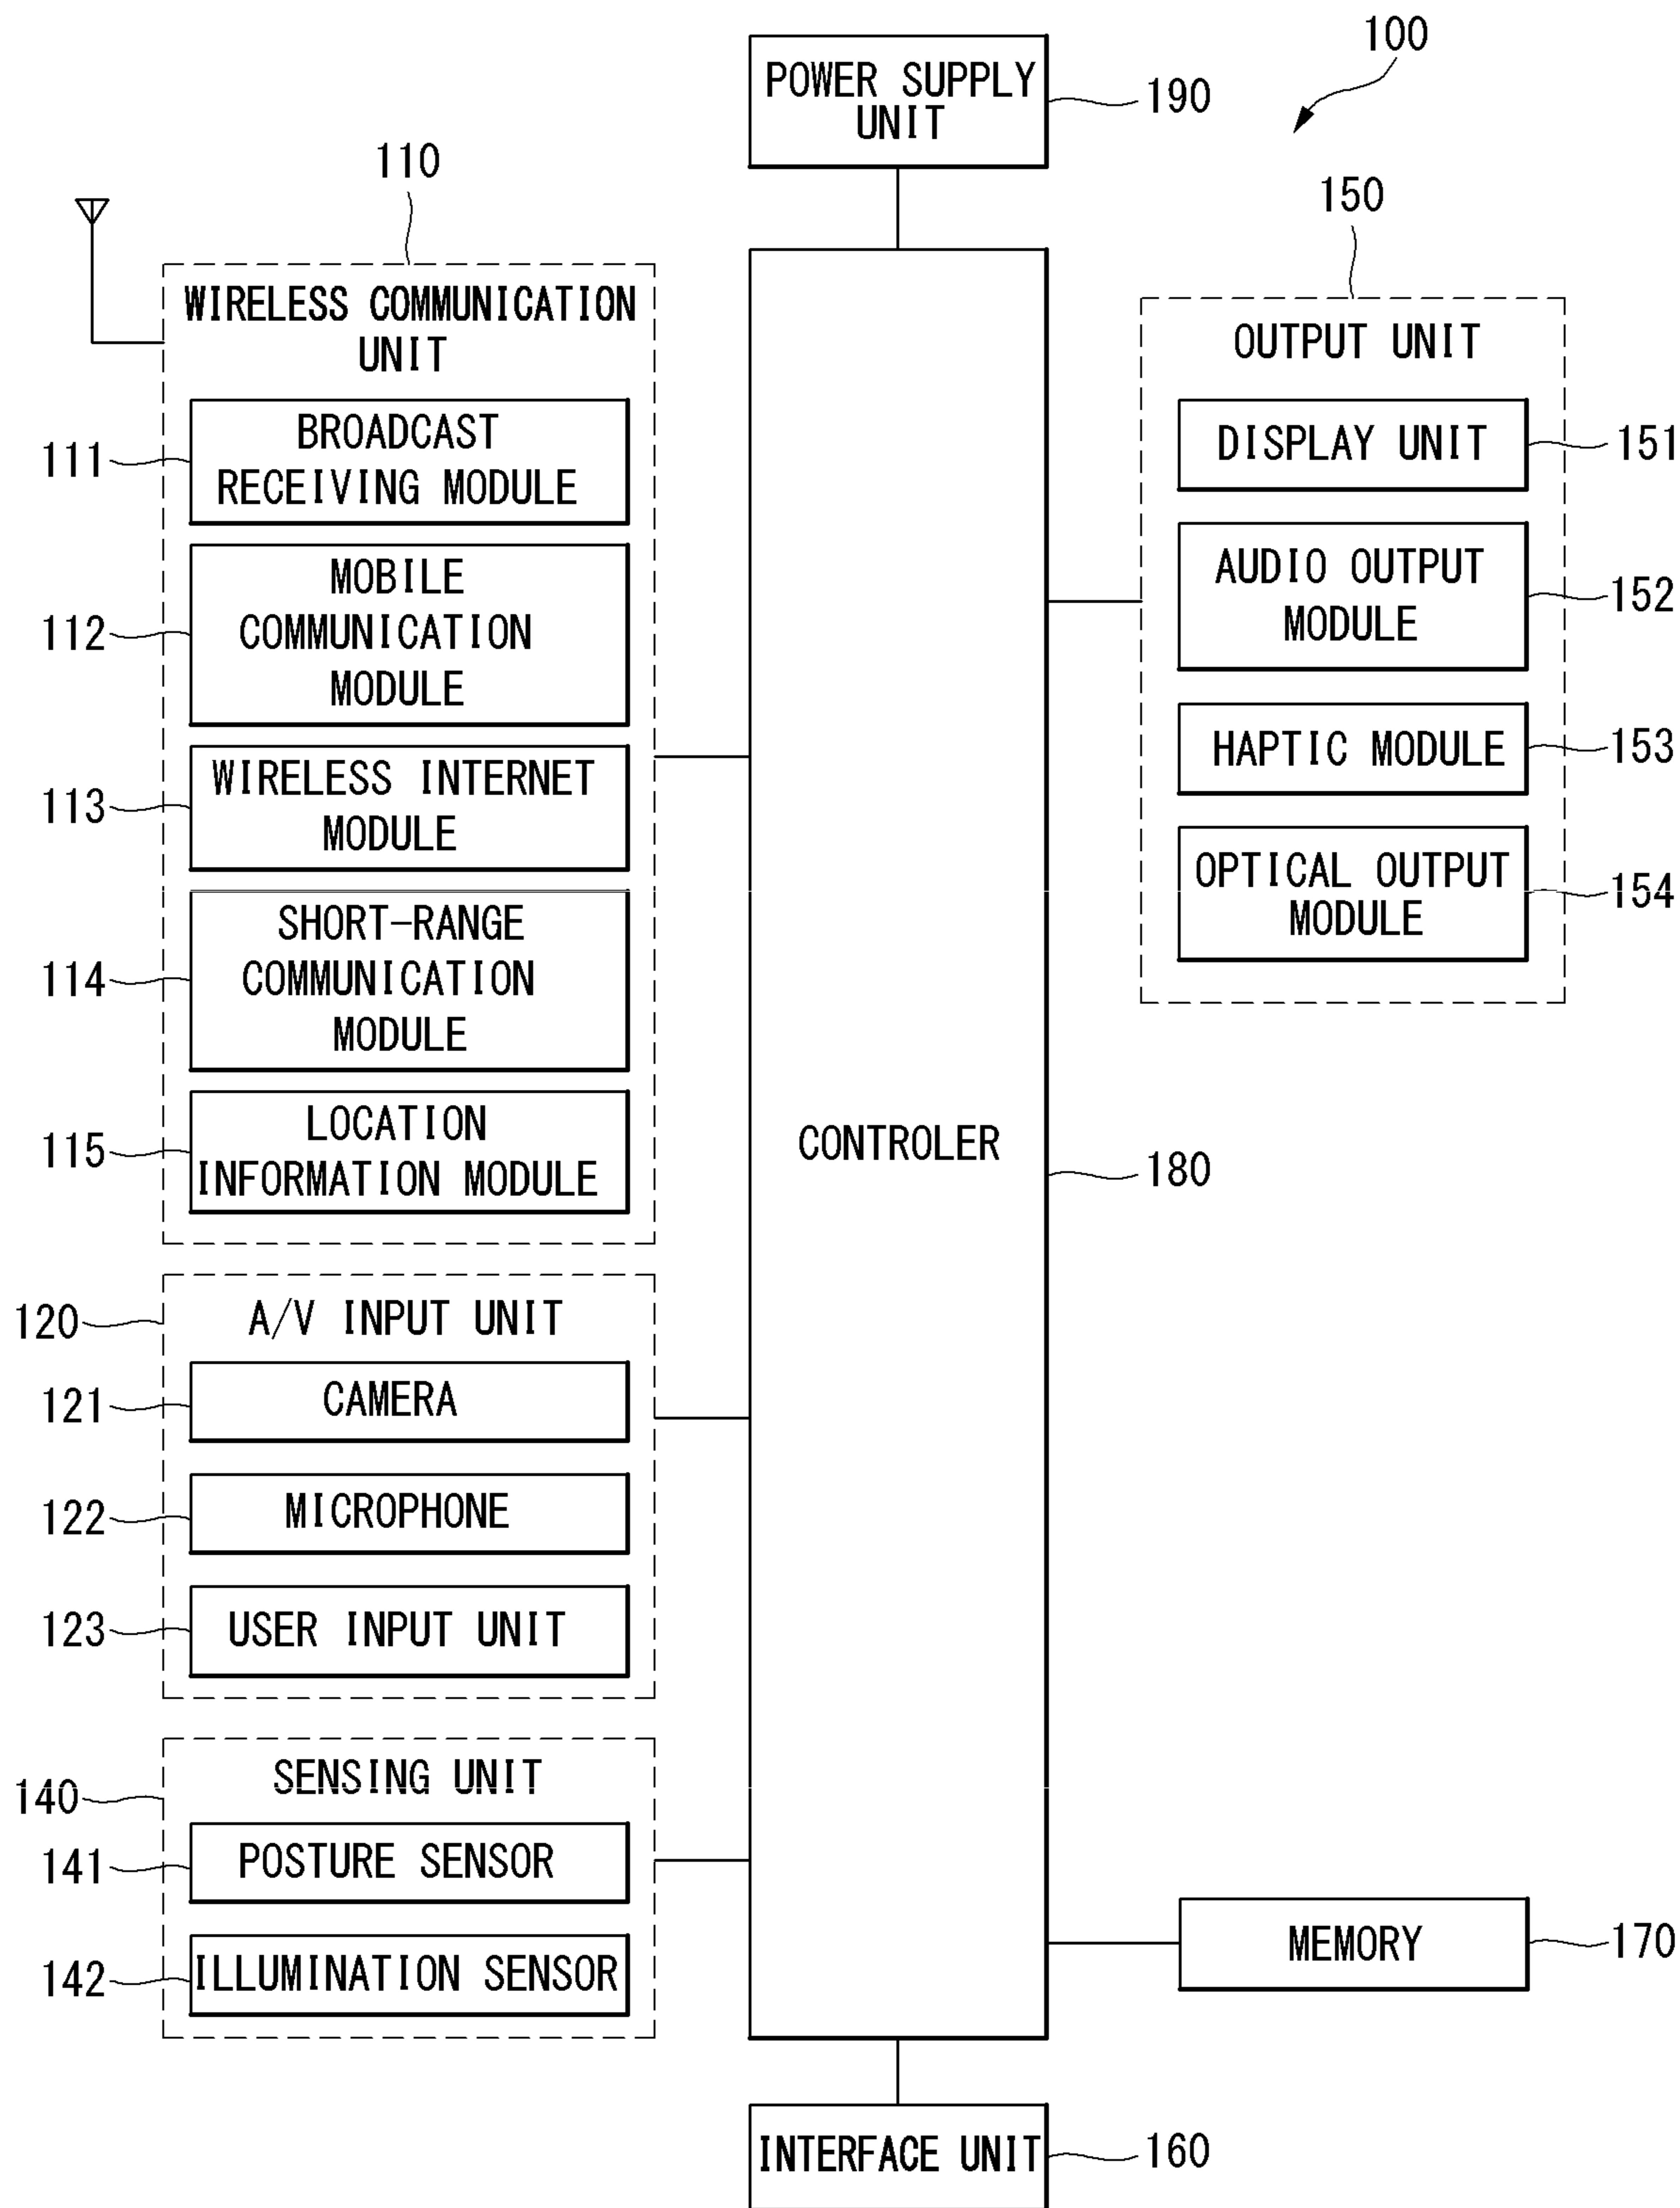 100
POWER SUPPLY
UNIT
190
110
150
WIRELESS COMMUNICATION
UNIT
111
BROADCAST
RECEIVING MODULE
112
MOBILE
COMMUNICATION
MODULE
113
WIRELESS INTERNET
MODULE
114
SHORT-RANGE
COMMUNICATION
MODULE
115
LOCATION
INFORMATION MODULE
120
A/V INPUT UNIT
121
CAMERA
122
MICROPHONE
123
USER INPUT UNIT
140
SENSING UNIT
141
POSTURE SENSOR
142
ILLUMINATION SENSOR
CONTROLER
180
OUTPUT UNIT
DISPLAY UNIT
151
AUDIO OUTPUT
MODULE
152
HAPTIC MODULE
153
OPTICAL OUTPUT
MODULE
154
MEMORY
170
INTERFACE UNIT
160